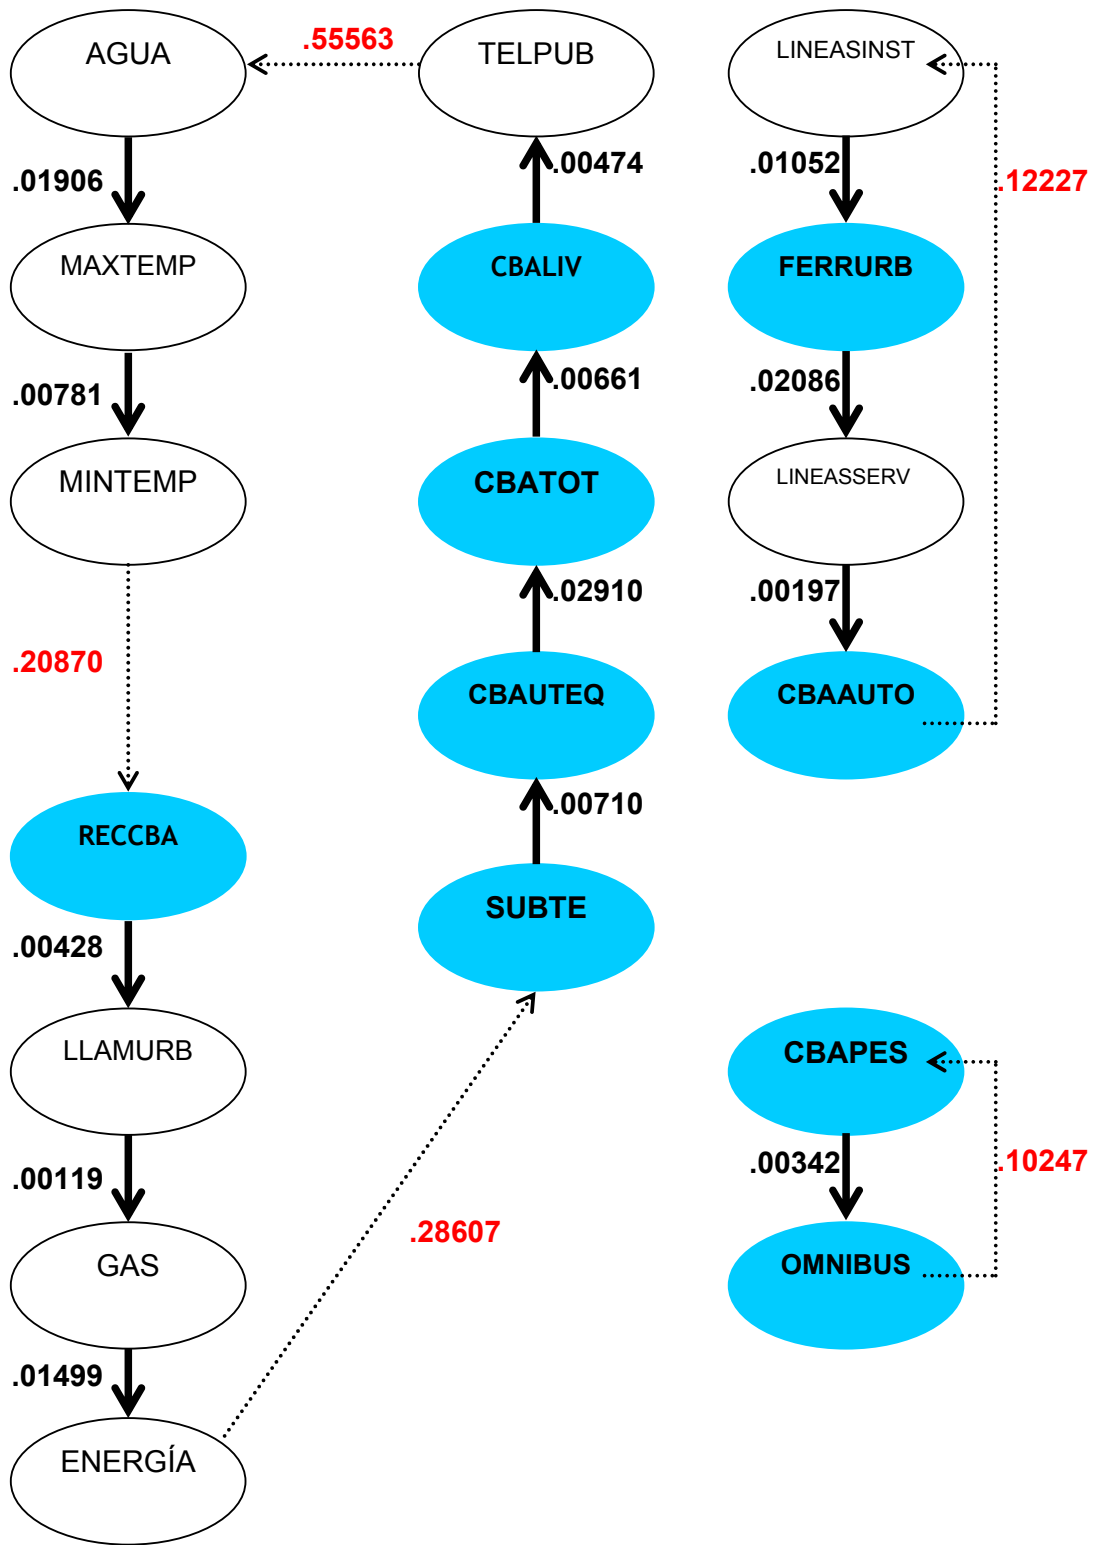 AGUA
.55563
TELPUB
LINEASINST
.01906
.00474
.01052
.12227
MAXTEMP
CBALIV
FERRURB
.00781
.00661
.02086
MINTEMP
CBATOT
LINEASSERV
.02910
.00197
.20870
CBAUTEQ
CBAAUTO
.00710
RECCBA
SUBTE
.00428
LLAMURB
CBAPES
.00119
.00342
.10247
.28607
GAS
OMNIBUS
.01499
ENERGÍA